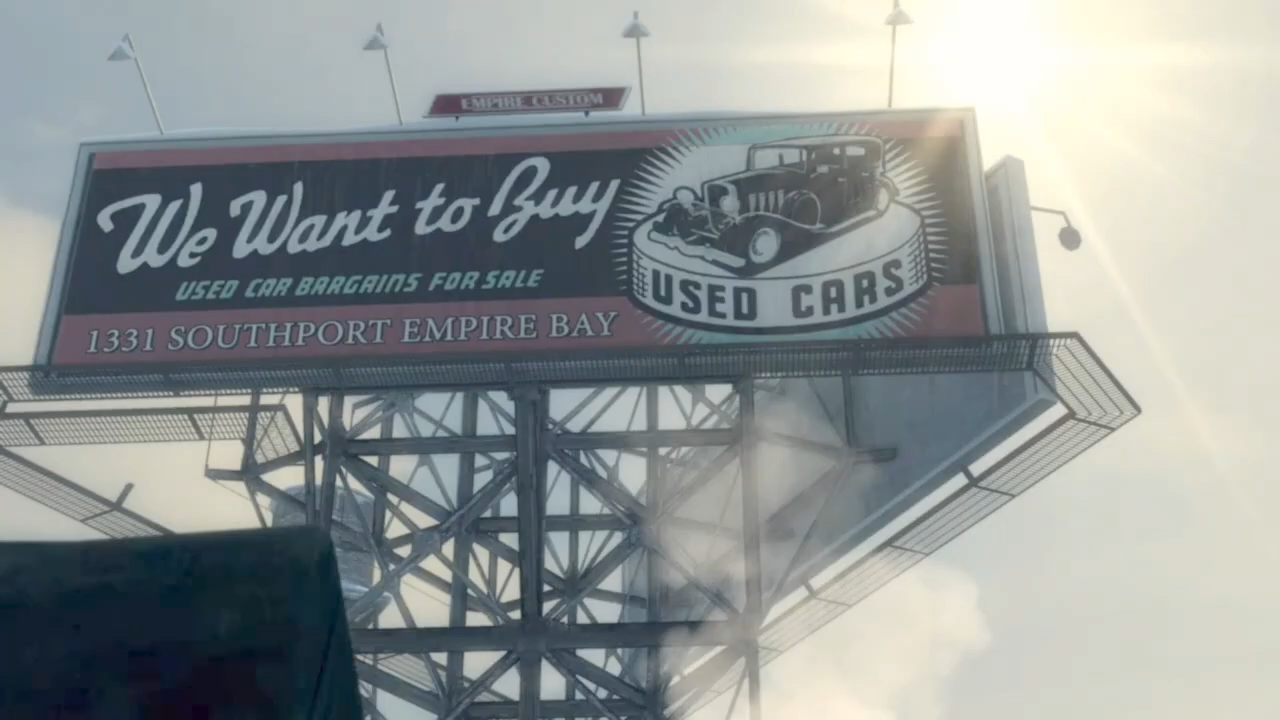 EMPIRE CUSTOM
We Want to Buy
USED CAR BARGAINS FOR SALE
1331 SOUTHPORT EMPIRE BAY
USED CARS